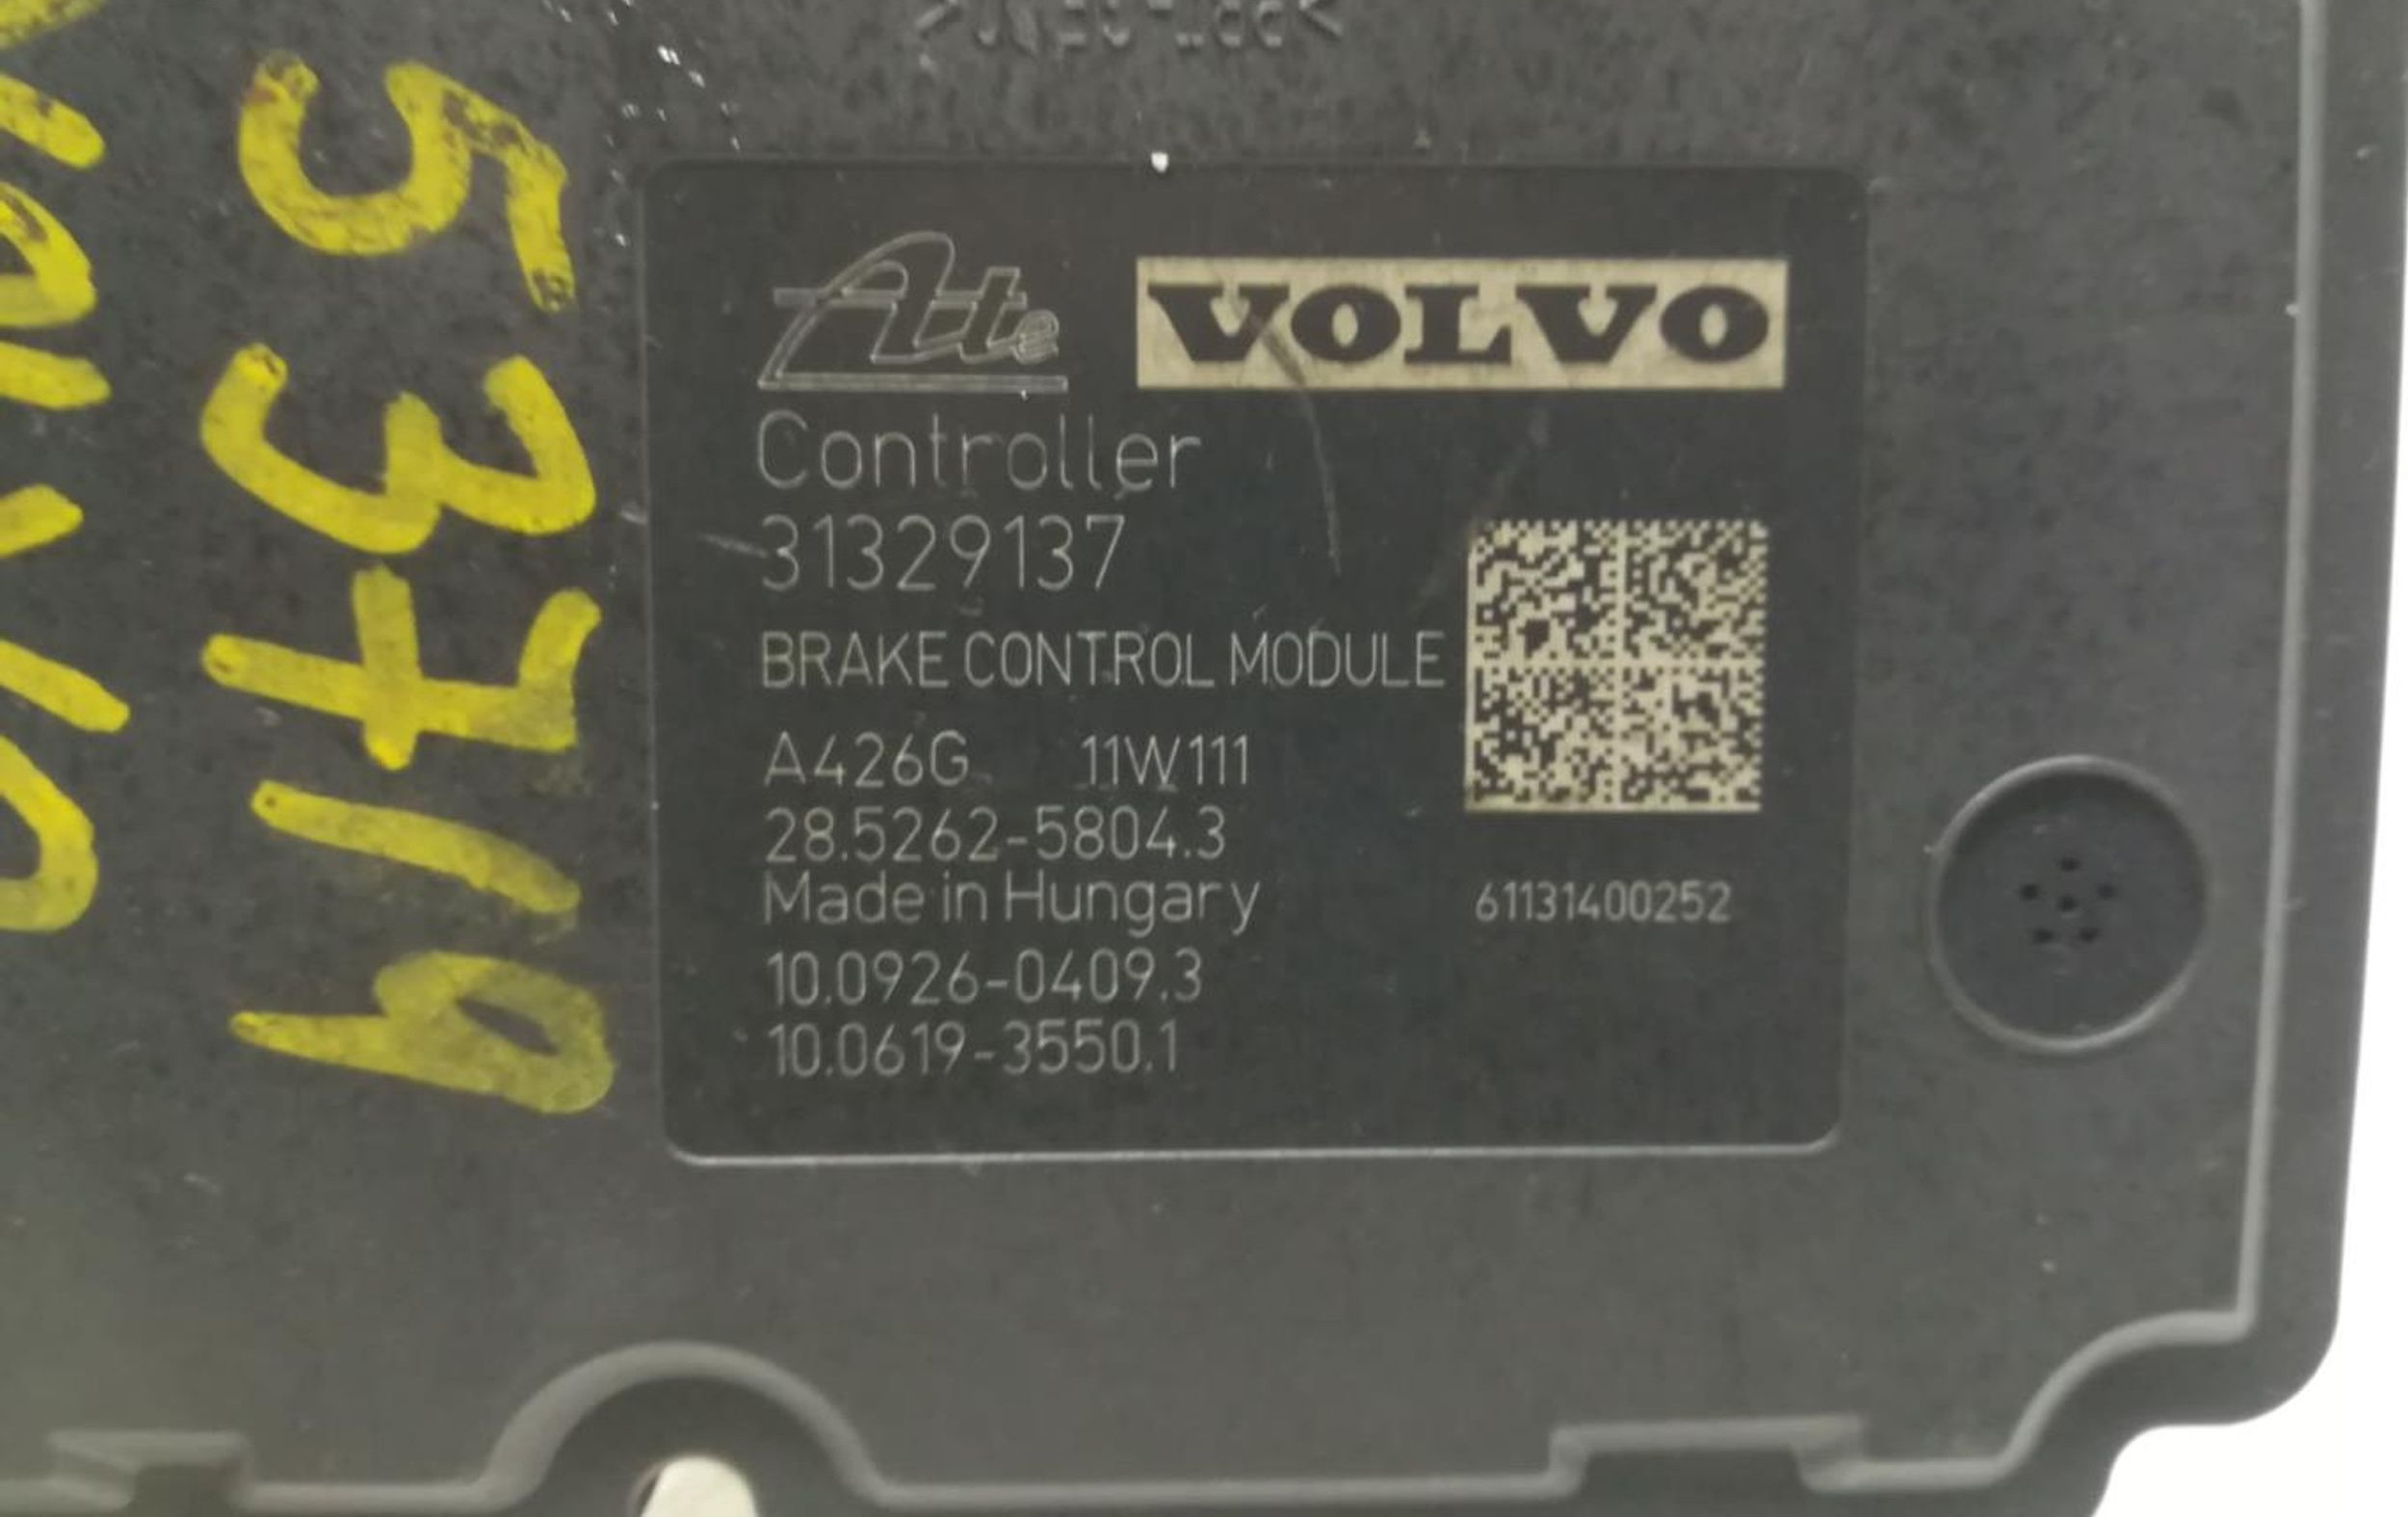 Ate VOLVO
Controller
31329137
BRAKE CONTROL MODULE
A426G 11W111
28.5262-5804.3
Made in Hungary
61131400252
10.0926-0409.3
10.0619-3550.1
53719